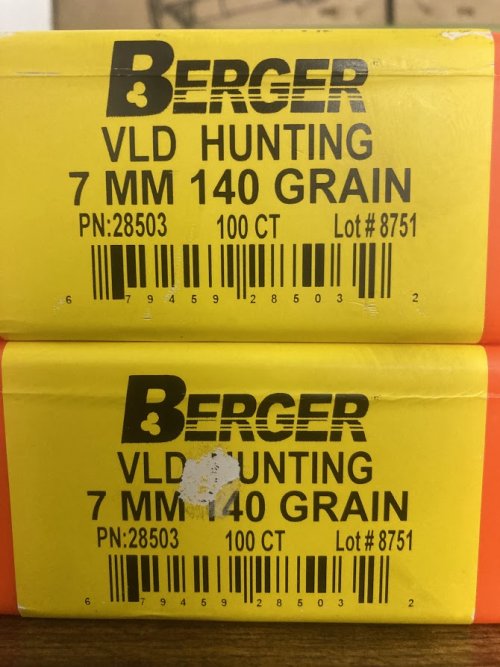 BERGER
VLD HUNTING
7 MM 140 GRAIN
PN:28503 100 CT Lot # 8751
6 79459 28503 2
BERGER
VLD UNTING
7 MM 140 GRAIN
PN:28503 100 CT Lot # 8751
6 79459 28503 2